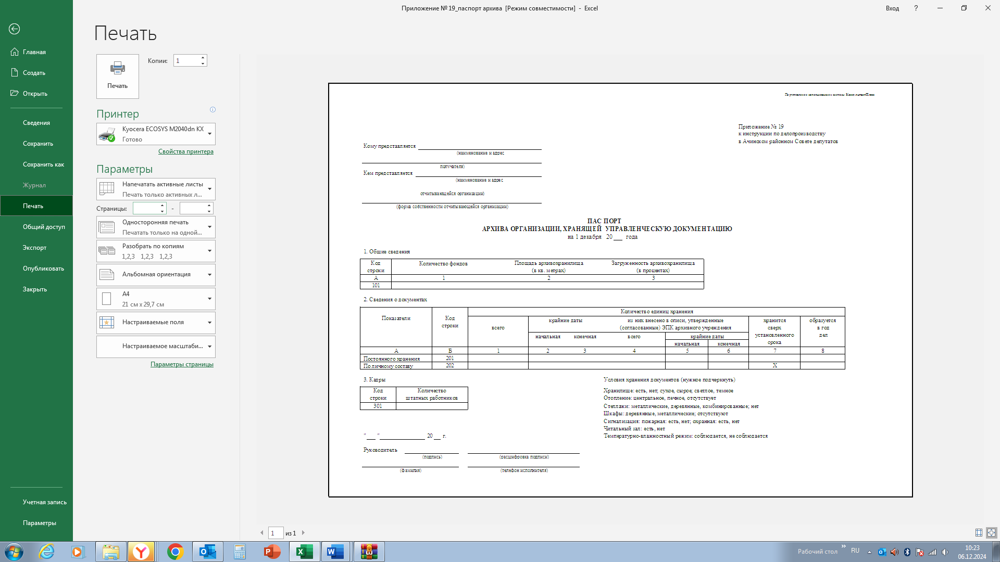 Приложение № 19_паспорт архива  [Режим совместимости]  -  Excel
Вход
?
Печать
Главная
Создать
Открыть
Сведения
Сохранить
Сохранить как
Журнал
Печать
Общий доступ
Экспорт
Опубликовать
Закрыть
Учетная запись
Параметры
Печать
Копии: 1
Принтер
Kyocera ECOSYS M2040dn KX
Готово
Свойства принтера
Параметры
Напечатать активные листы
Печать только активных л...
Страницы: -
Односторонняя печать
Печатать только на одной...
Разобрать по копиям
1,2,3    1,2,3    1,2,3
Альбомная ориентация
A4
21 см x 29,7 см
Настраиваемые поля
Настраиваемое масштаби...
Параметры страницы
Подготовлено с использованием системы КонсультантПлюс
Приложение № 19
к инструкции по делопроизводству
в Ачинском районном Совете депутатов
Кому представляется
(наименование и адрес
получателя)
Кем представляется
(наименование и адрес
отчитывающейся организации)
(форма собственности отчитывающейся организации)
ПАСПОРТ
АРХИВА ОРГАНИЗАЦИИ, ХРАНЯЩЕЙ УПРАВЛЕНЧЕСКУЮ ДОКУМЕНТАЦИЮ
на 1 декабря 20___ года
1. Общие сведения
Код строки
Количество фондов
Площадь архивохранилища (в кв. метрах)
Загруженность архивохранилища (в процентах)
А 1 2 3
101
2. Сведения о документах
Показатели
Код строки
Количество единиц хранения
всего
крайние даты
из них внесено в описи, утвержденные (согласованные) ЭПК архивного учреждения
хранится сверх установленного срока
образуется в год дел
начальная конечная всего крайние даты
начальная конечная
А Б 1 2 3 4 5 6 7 8
Постоянного хранения 201
По личному составу 202 X
3. Кадры
Код строки
Количество штатных работников
301
Условия хранения документов (нужное подчеркнуть)
Хранилище: есть, нет; сухое, сырое; светлое, темное
Отопление: центральное, печное, отсутствует
Стеллажи: металлические, деревянные, комбинированные; нет
Шкафы: деревянные, металлические; отсутствуют
Сигнализация: пожарная: есть, нет; охранная: есть, нет
Читальный зал: есть, нет
Температурно-влажностный режим: соблюдается, не соблюдается
"___"________________ 20___ г.
Руководитель
(подпись) (расшифровка подписи)
(фамилия) (телефон исполнителя)
1 из 1
Рабочий стол » RU
10:23
06.12.2024